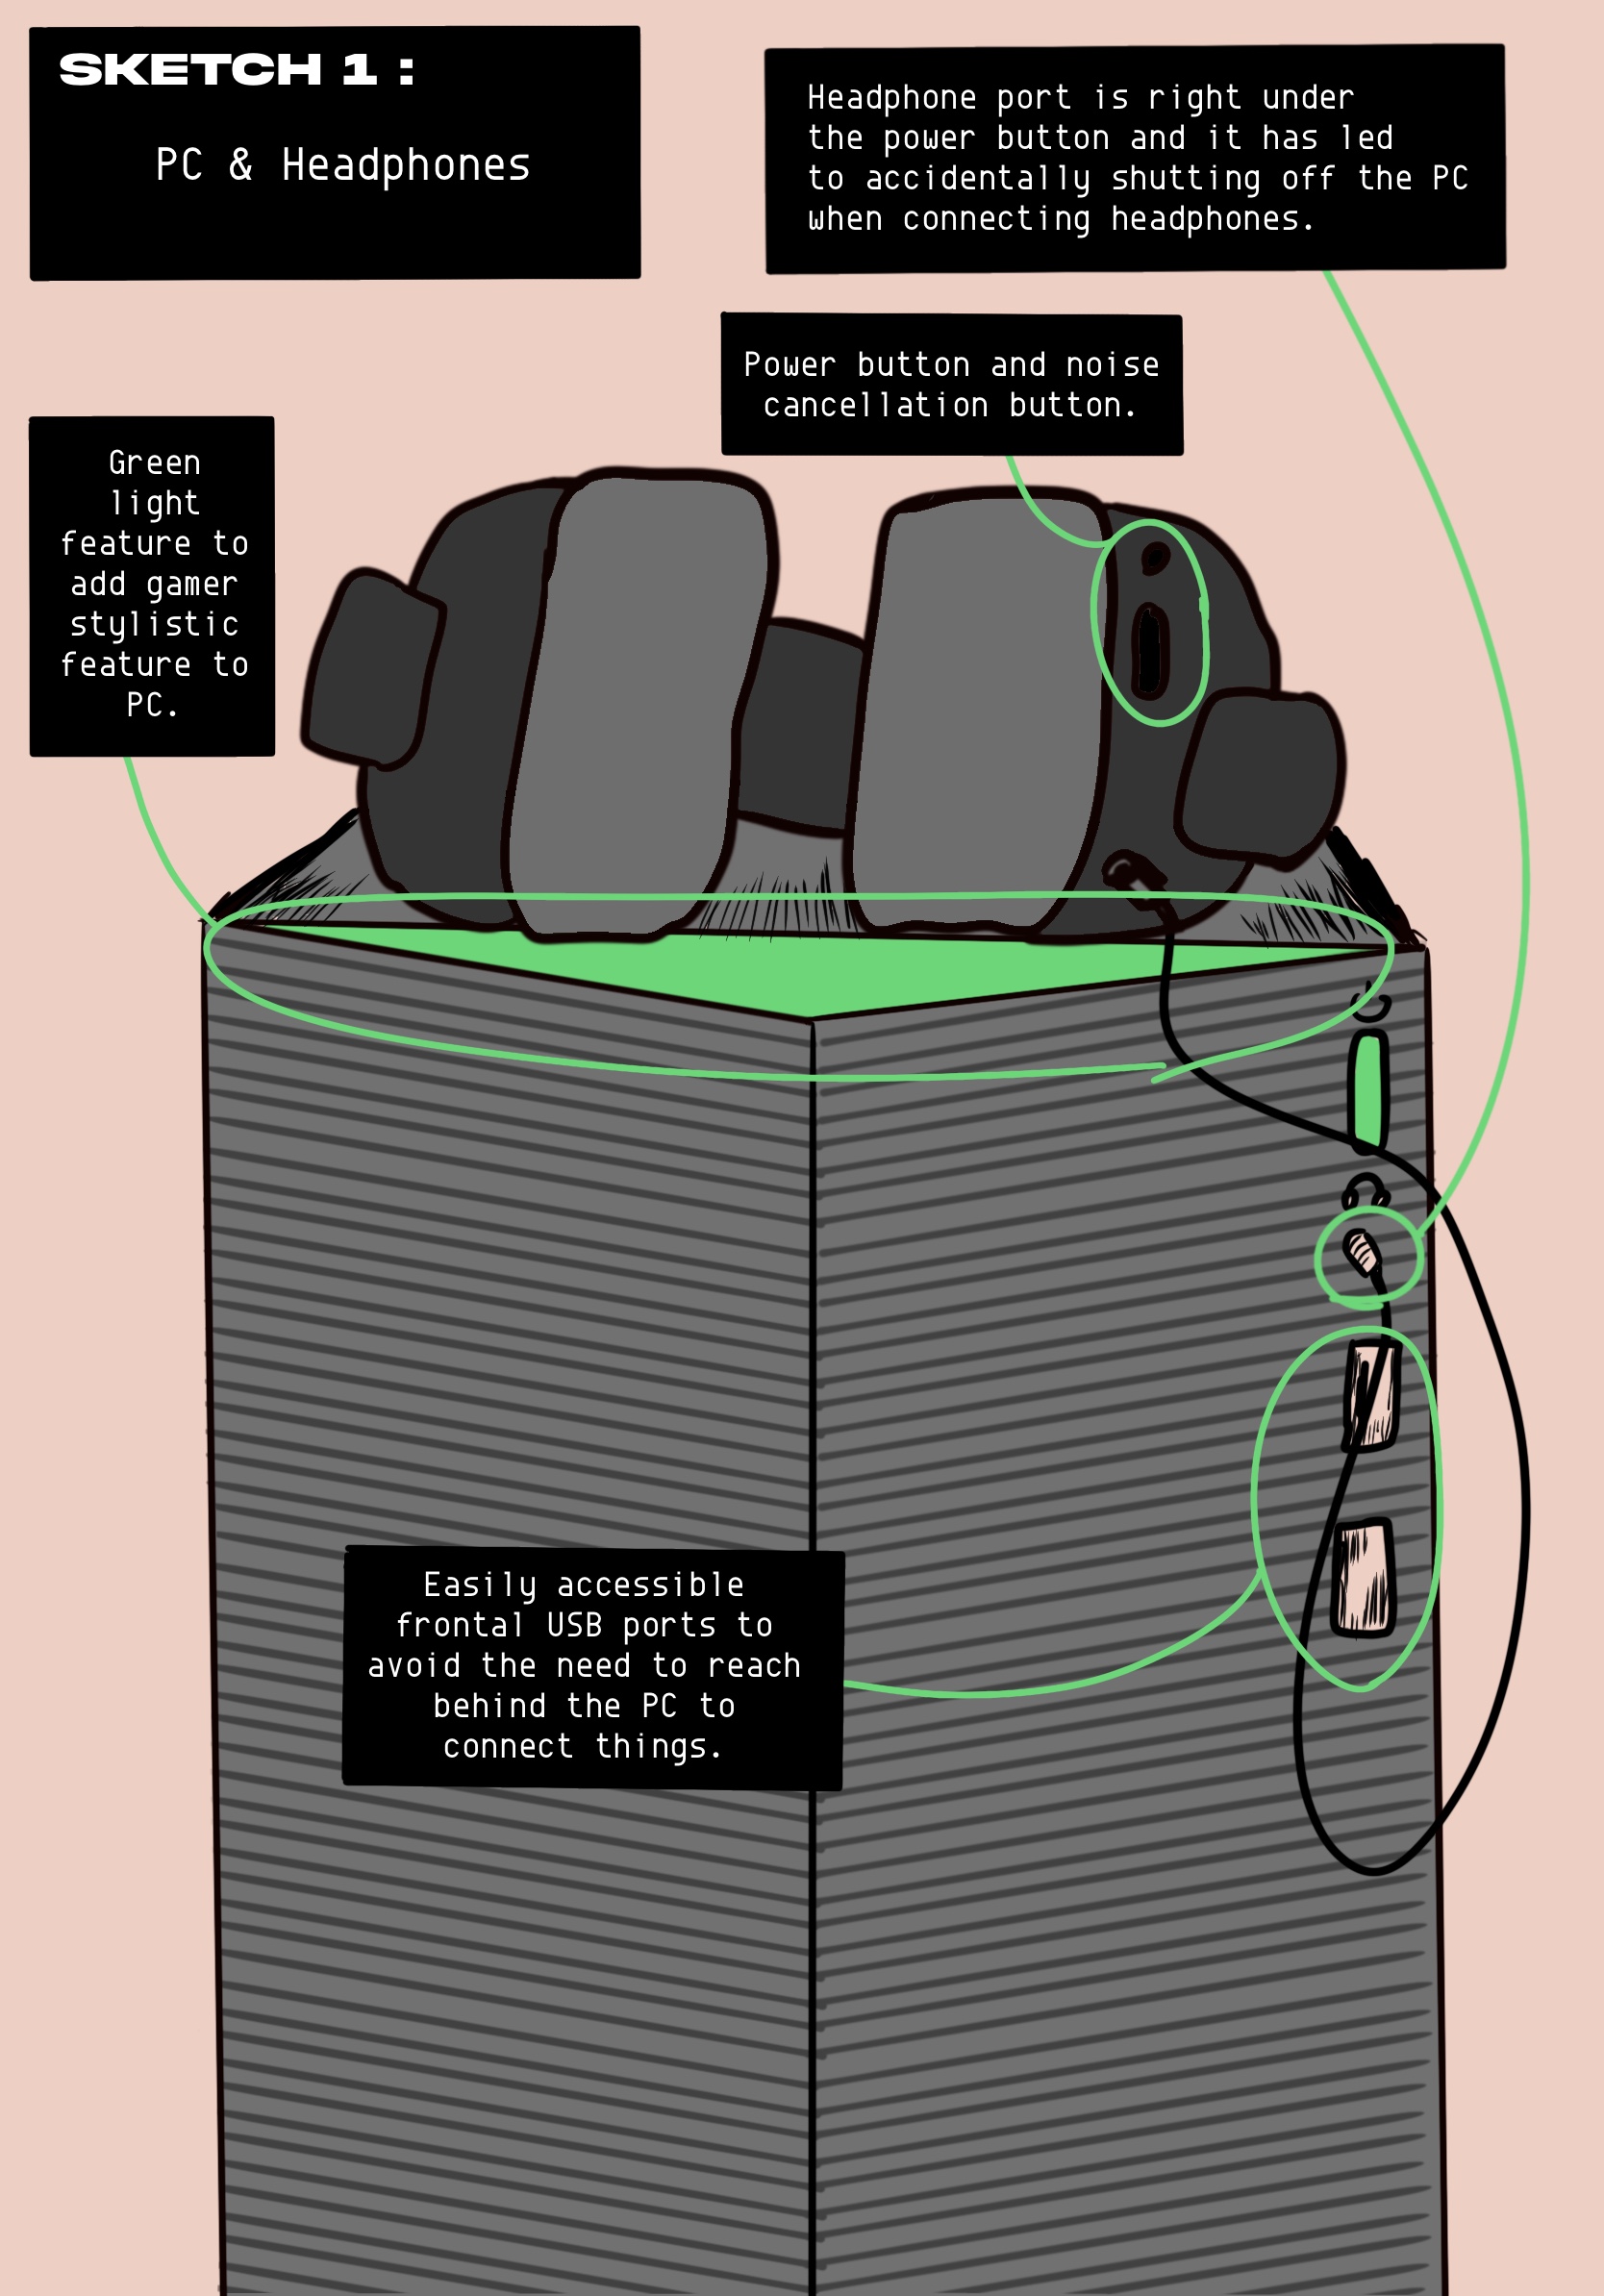 SKETCH 1 :
PC & Headphones
Headphone port is right under
the power button and it has led
to accidentally shutting off the PC
when connecting headphones.
Power button and noise
cancellation button.
Green
light
feature to
add gamer
stylistic
feature to
PC.
Easily accessible
frontal USB ports to
avoid the need to reach
behind the PC to
connect things.